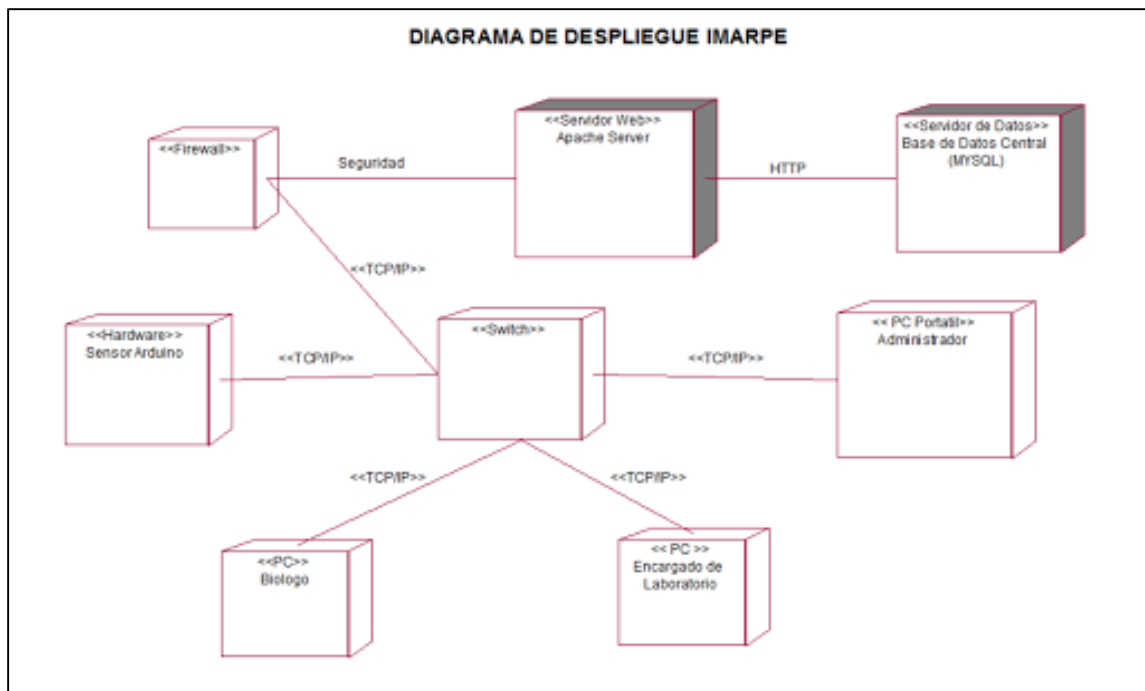 DIAGRAMA DE DESPLIEGUE IMARPE
<<Firewall>>
Seguridad
<<Servidor Web>>
Apache Server
HTTP
<<Servidor de Datos>>
Base de Datos Central
(MYSQL)
<<TCP/IP>>
<<Hardware>>
Sensor Arduino
<<TCP/IP>>
<<Switch>>
<<TCP/IP>>
<< PC Portatil>>
Administrador
<<TCP/IP>>
<<TCP/IP>>
<<PC>>
Biologo
<< PC >>
Encargado de
Laboratorio